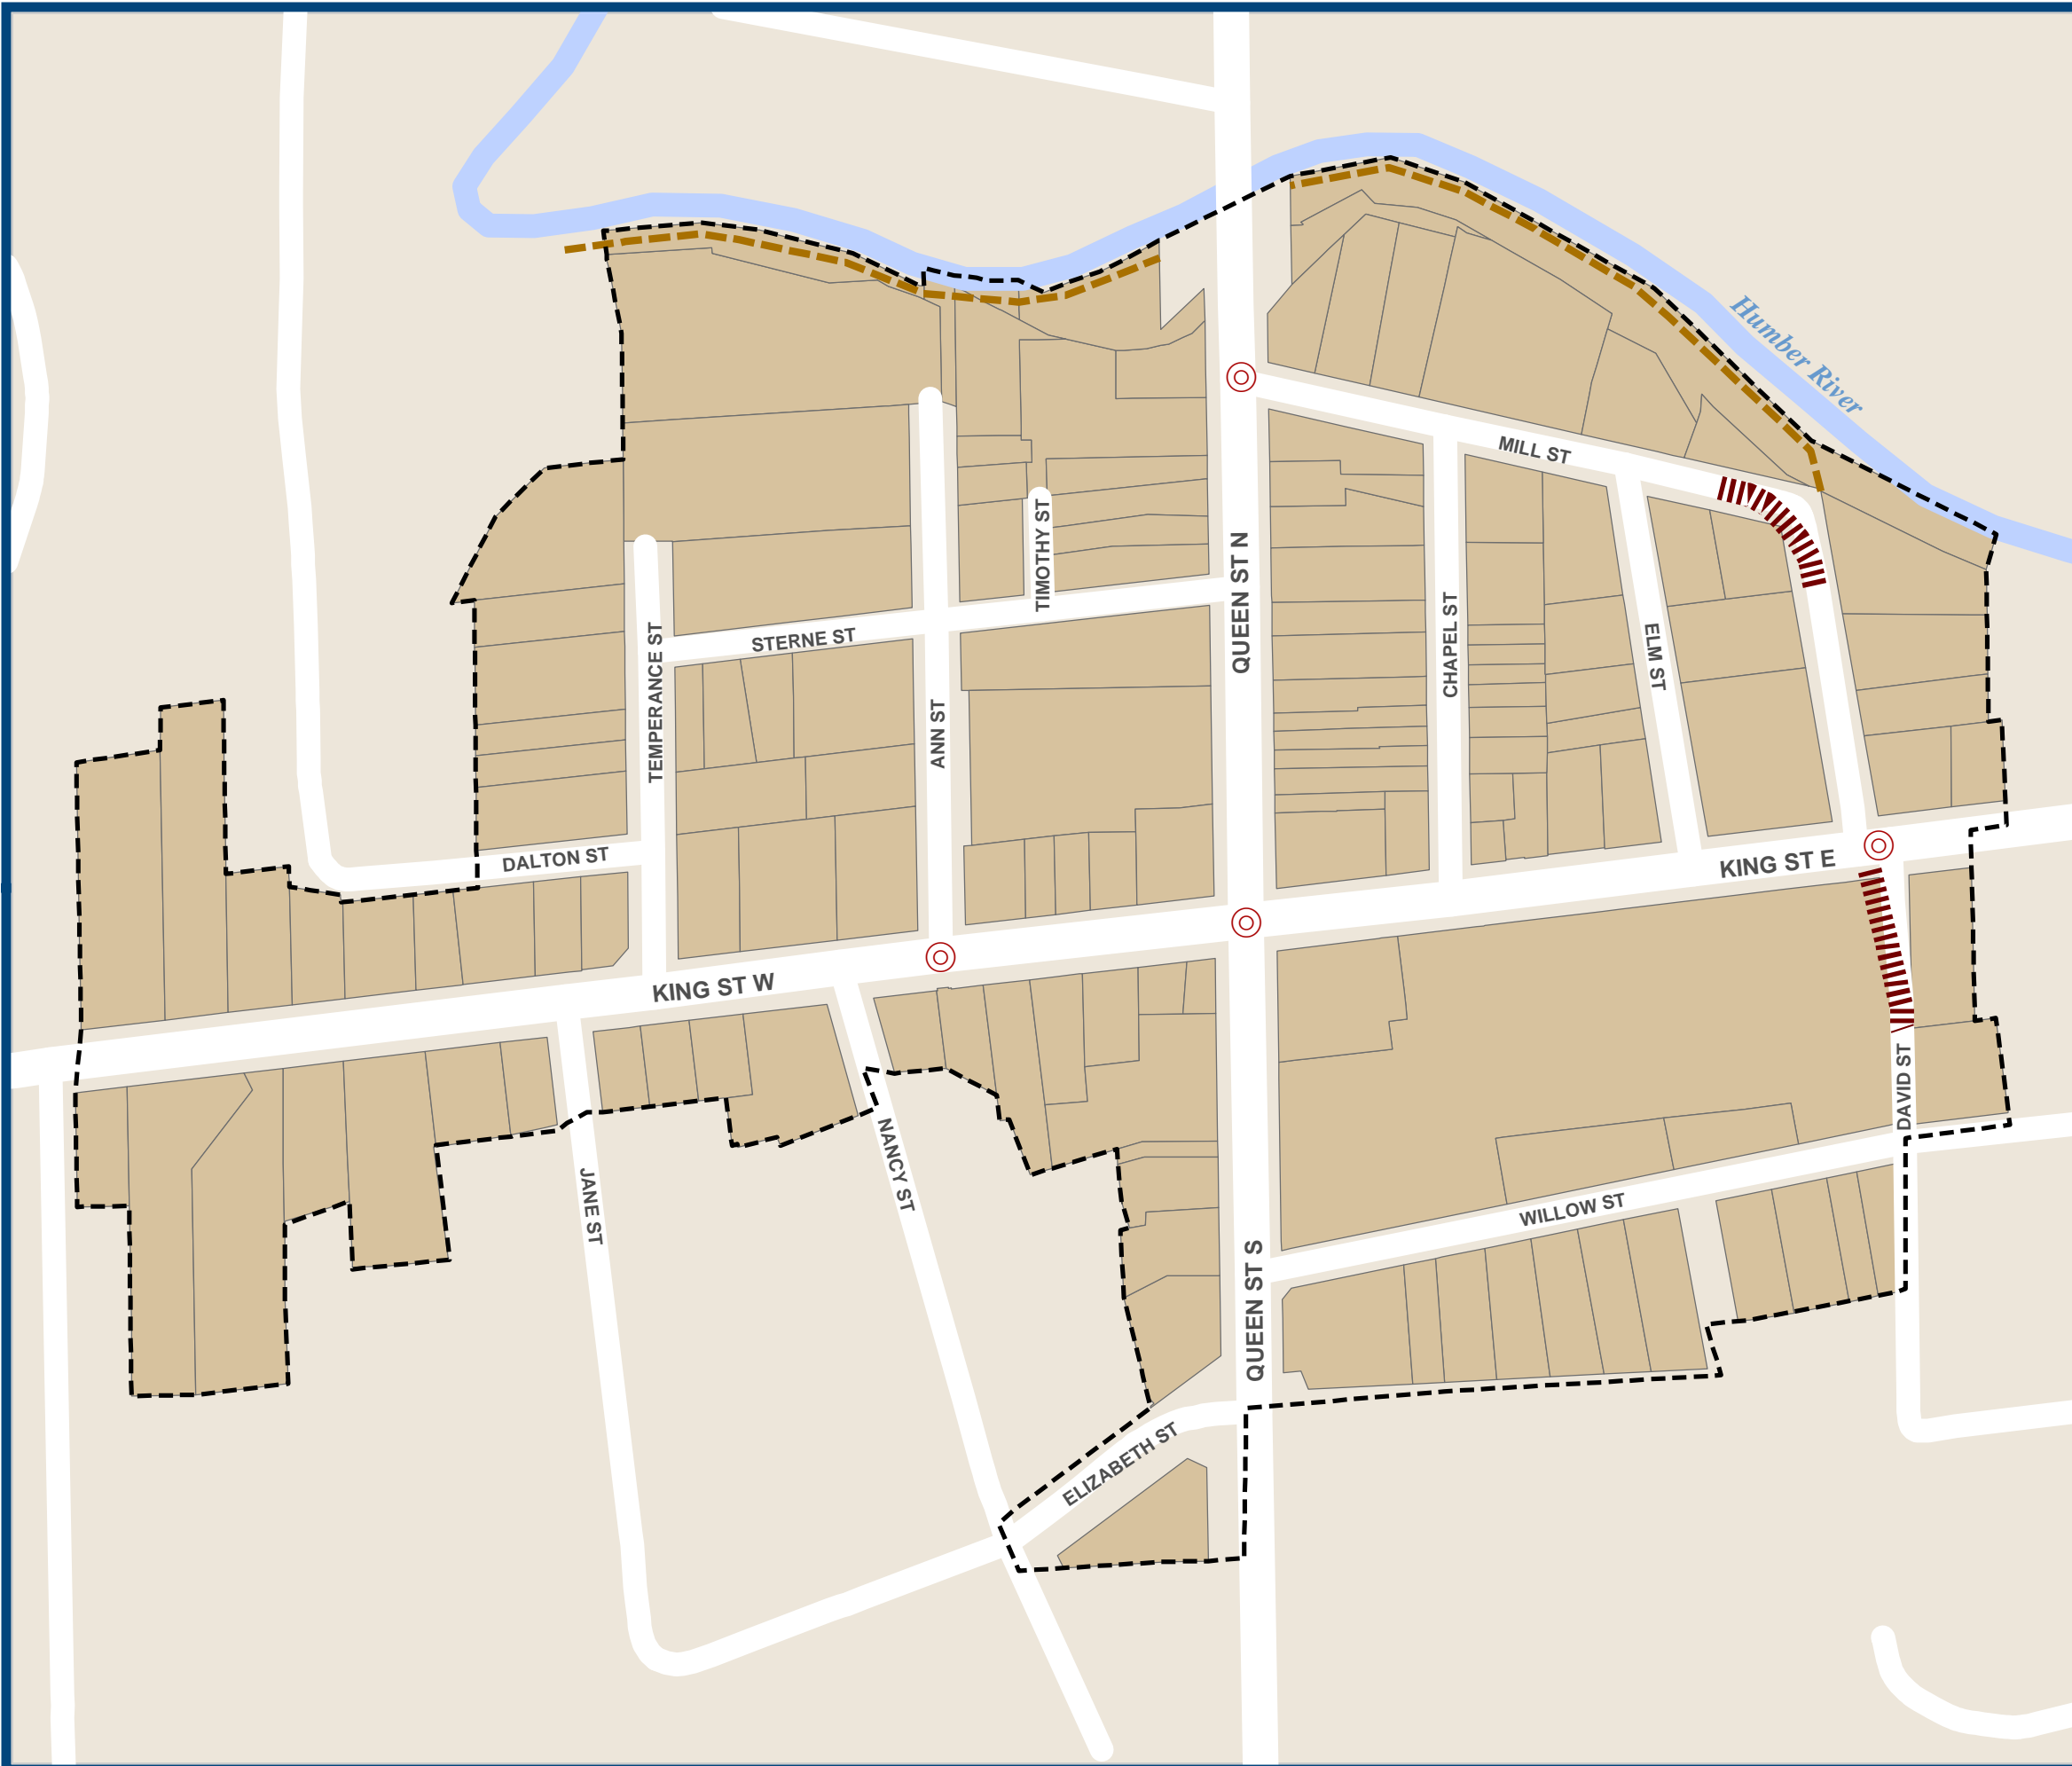 Humber River
MILL ST
TIMOTHY ST
QUEEN ST N
STERNE ST
TEMPERANCE ST
CHAPEL ST
ELM ST
ANN ST
DALTON ST
KING ST E
KING ST W
DAVID ST
NANCY ST
JANE ST
WILLOW ST
QUEEN ST S
ELIZABETH ST